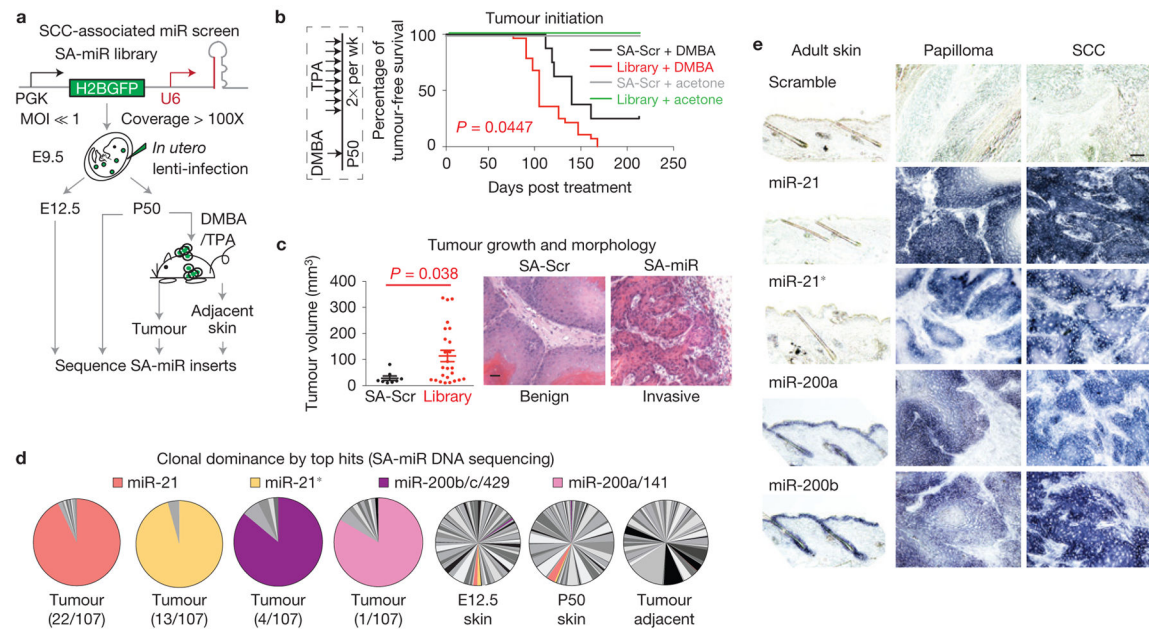 a
SCC-associated miR screen
SA-miR library
H2BGFP
PGK
U6
MOI ≪ 1
Coverage > 100X
E9.5
In utero
lenti-infection
E12.5
P50
DMBA
/TPA
Tumour
Adjacent
skin
Sequence SA-miR inserts
b
Tumour initiation
DMBA
TPA
P50
2× per wk
Percentage of
tumour-free survival
100
80
60
40
20
0
P = 0.0447
SA-Scr + DMBA
Library + DMBA
SA-Scr + acetone
Library + acetone
0
50
100
150
200
250
Days post treatment
c
Tumour growth and morphology
Tumour volume (mm³)
400
300
200
100
0
P = 0.038
SA-Scr
Library
SA-Scr
SA-miR
Benign
Invasive
d
Clonal dominance by top hits (SA-miR DNA sequencing)
miR-21
miR-21*
miR-200b/c/429
miR-200a/141
Tumour
(22/107)
Tumour
(13/107)
Tumour
(4/107)
Tumour
(1/107)
E12.5
skin
P50
skin
Tumour
adjacent
e
Adult skin
Papilloma
SCC
Scramble
miR-21
miR-21*
miR-200a
miR-200b